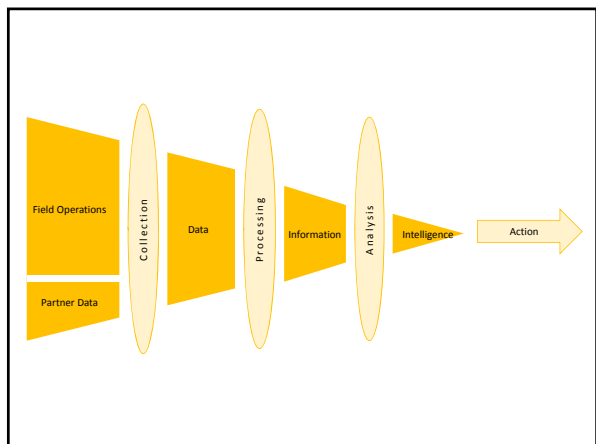 Field Operations
Partner Data
Collection
Data
Processing
Information
Analysis
Intelligence
Action